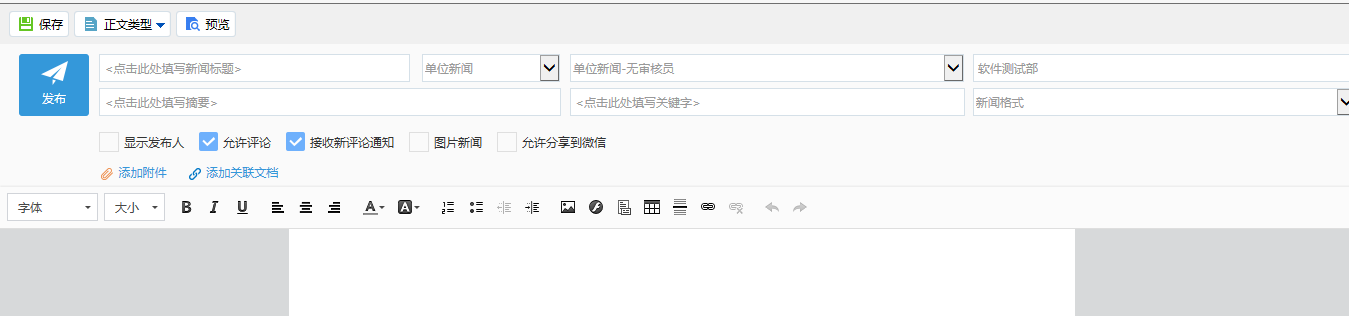 保存 正文类型 预览
发布
<点击此处填写新闻标题> 单位新闻 单位新闻-无审核员 软件测试部
<点击此处填写摘要> <点击此处填写关键字> 新闻格式
显示发布人 允许评论 接收新评论通知 图片新闻 允许分享到微信
添加附件 添加关联文档
字体 大小 B I U A A